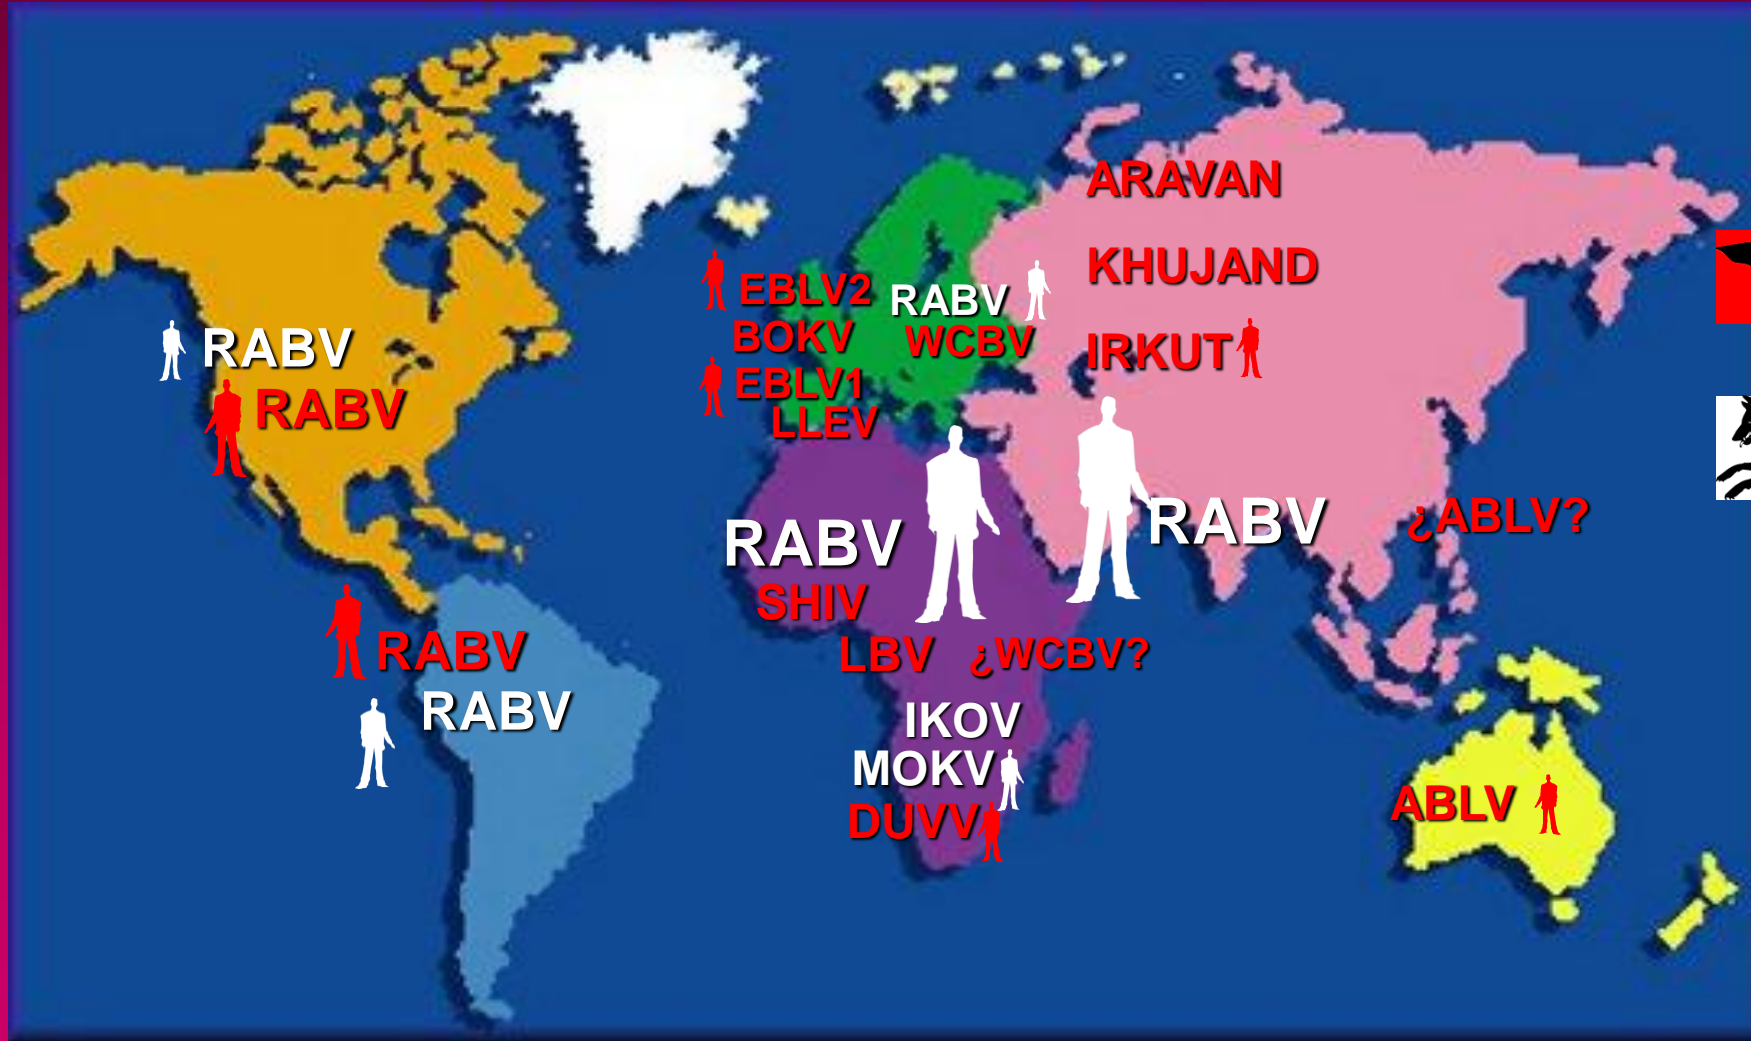 ARAVAN
KHUJAND
EBLV2
RABV
BOKV
WCBV
RABV
IRKUT
EBLV1
RABV
LLEV
RABV
RABV
¿ABLV?
SHIV
RABV
LBV
¿WCBV?
RABV
IKOV
MOKV
DUVV
ABLV